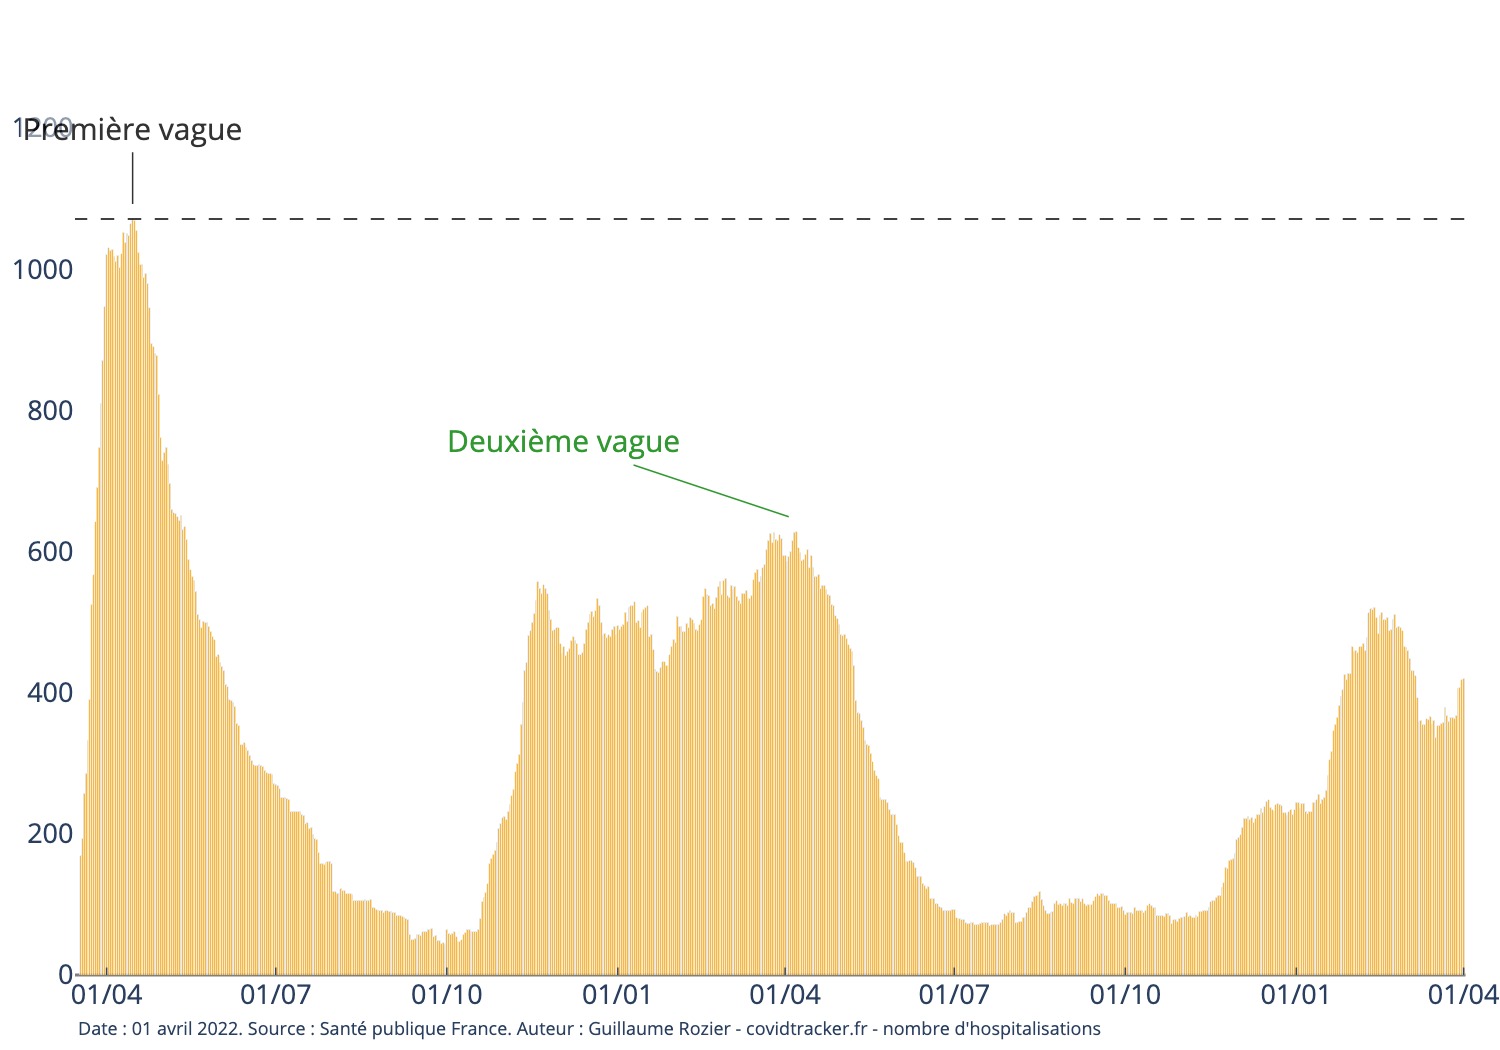 1200
Première vague
1000
800
Deuxième vague
600
400
200
0
01/04 01/07 01/10 01/01 01/04 01/07 01/10 01/01 01/04
Date : 01 avril 2022. Source : Santé publique France. Auteur : Guillaume Rozier - covidtracker.fr - nombre d'hospitalisations